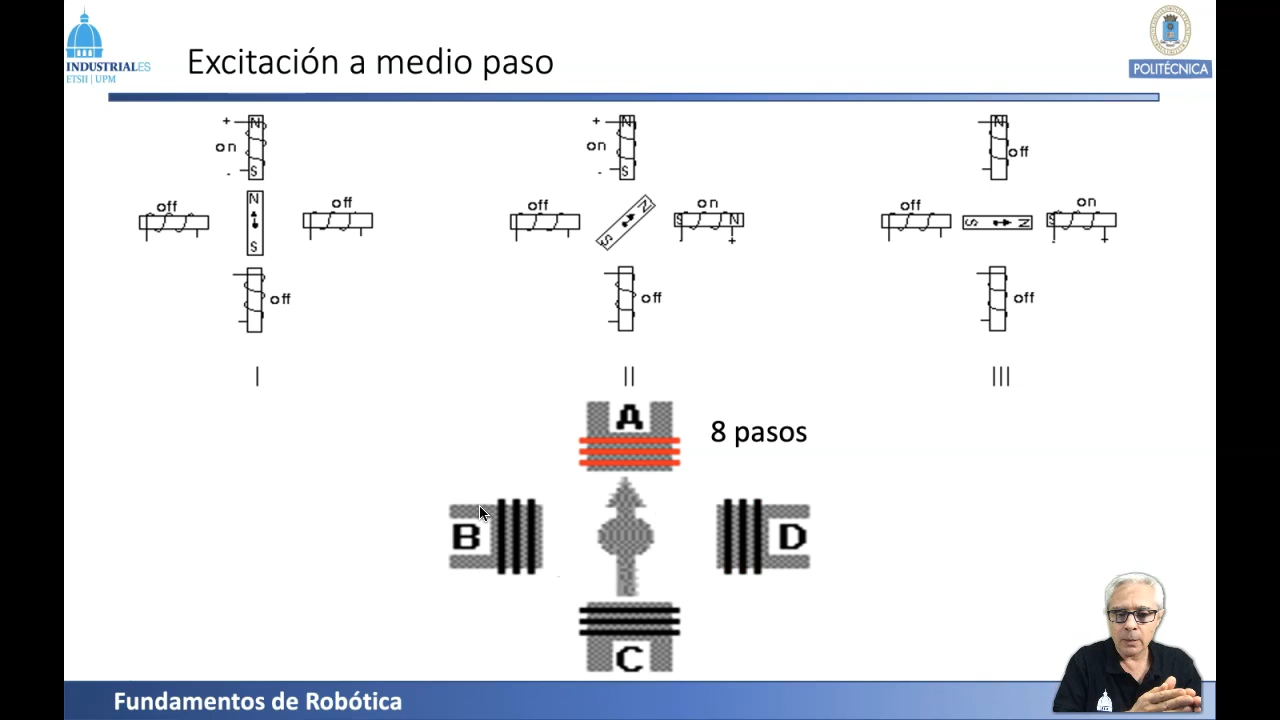 INDUSTRIALES
ETSII | UPM
Excitación a medio paso
POLITÉCNICA
+ N
on
- S
off
N
S
off
off
I
+ N
on
- S
off
N
S
on
S N
+
off
II
N
off
off
S N
on
S
- +
off
III
A
8 pasos
B
D
C
Fundamentos de Robótica